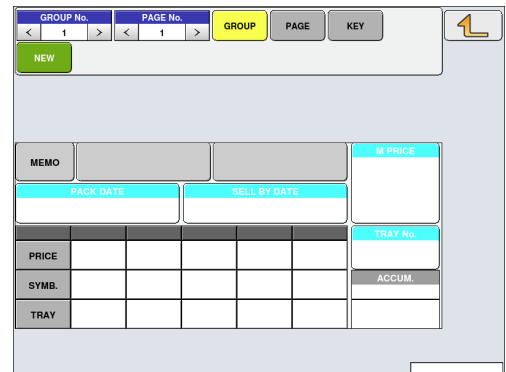 GROUP No.
PAGE No.
< 1 >
< 1 >
GROUP
PAGE
KEY
NEW
MEMO
M PRICE
PACK DATE
SELL BY DATE
TRAY No.
PRICE
ACCUM.
SYMB.
TRAY